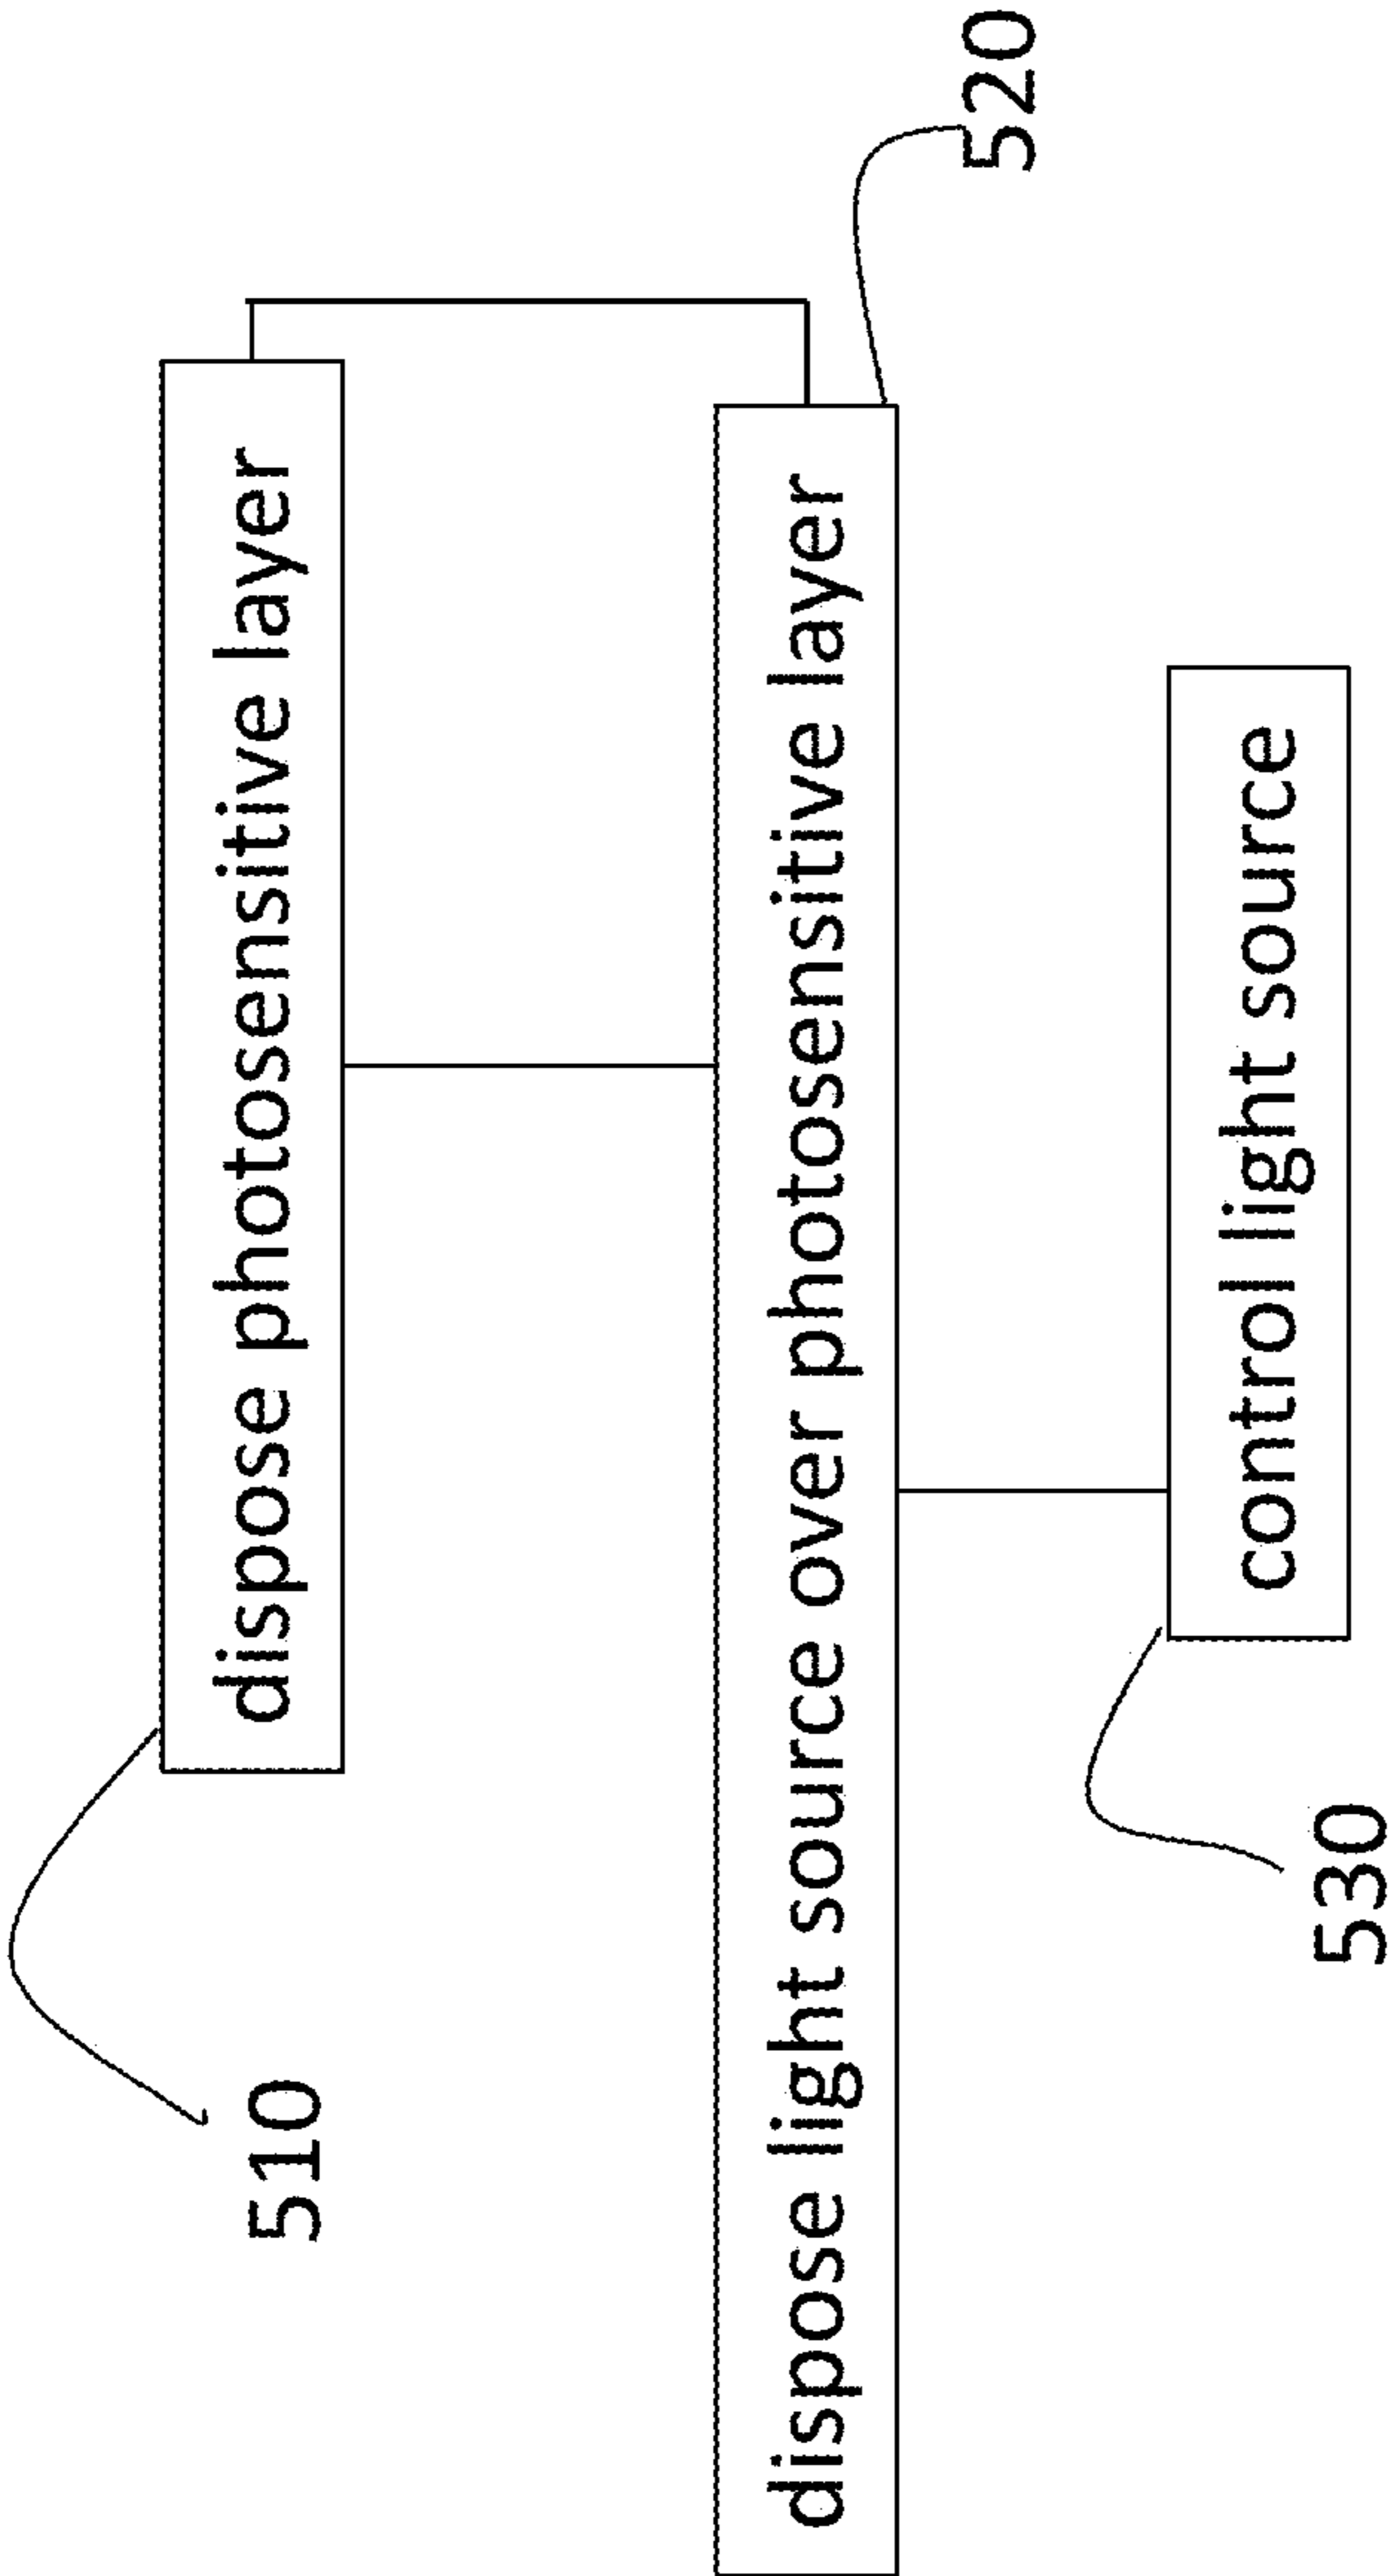 510
dispose photosensitive layer
dispose light source over photosensitive layer
520
530
control light source